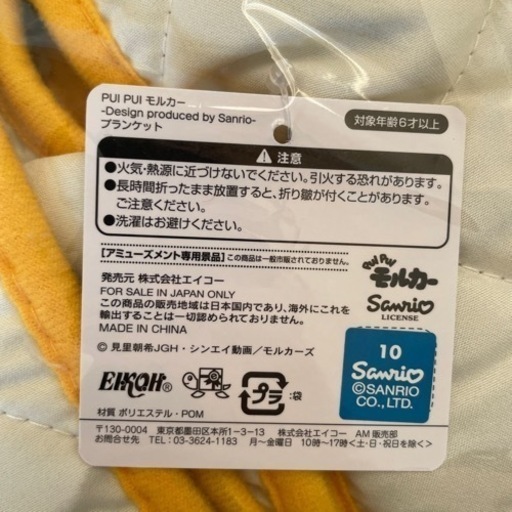 PUI PUI モルカー
-Design produced by Sanrio-
ブランケット
対象年齢6才以上
注意
●火気・熱源に近づけないでください。引火する恐れがあります。
●長時間折ったまま放置すると、折り皺が付くことがあります。
ご注意ください。
●洗濯はお避けください。
【アミューズメント専用景品】この商品は一般市販されておりません。
発売元 株式会社エイコー
FOR SALE IN JAPAN ONLY
この商品の販売地域は日本国内であり、海外にこれを
輸出することは一切認められておりません。
MADE IN CHINA
©見里朝希JGH・シンエイ動画/モルカーズ
PUI PUI
モルカー
Sanrio
LICENSE
10
Sanrio
©SANRIO
CO., LTD.
EIKOH®
プラ :袋
材質 ポリエステル・POM
〒130-0004 東京都墨田区本所1-3-13 株式会社エイコー AM販売部
お問合せ TEL. 03-3624-1183 月〜金曜日 10時〜17時<土・日・祝日を除く>